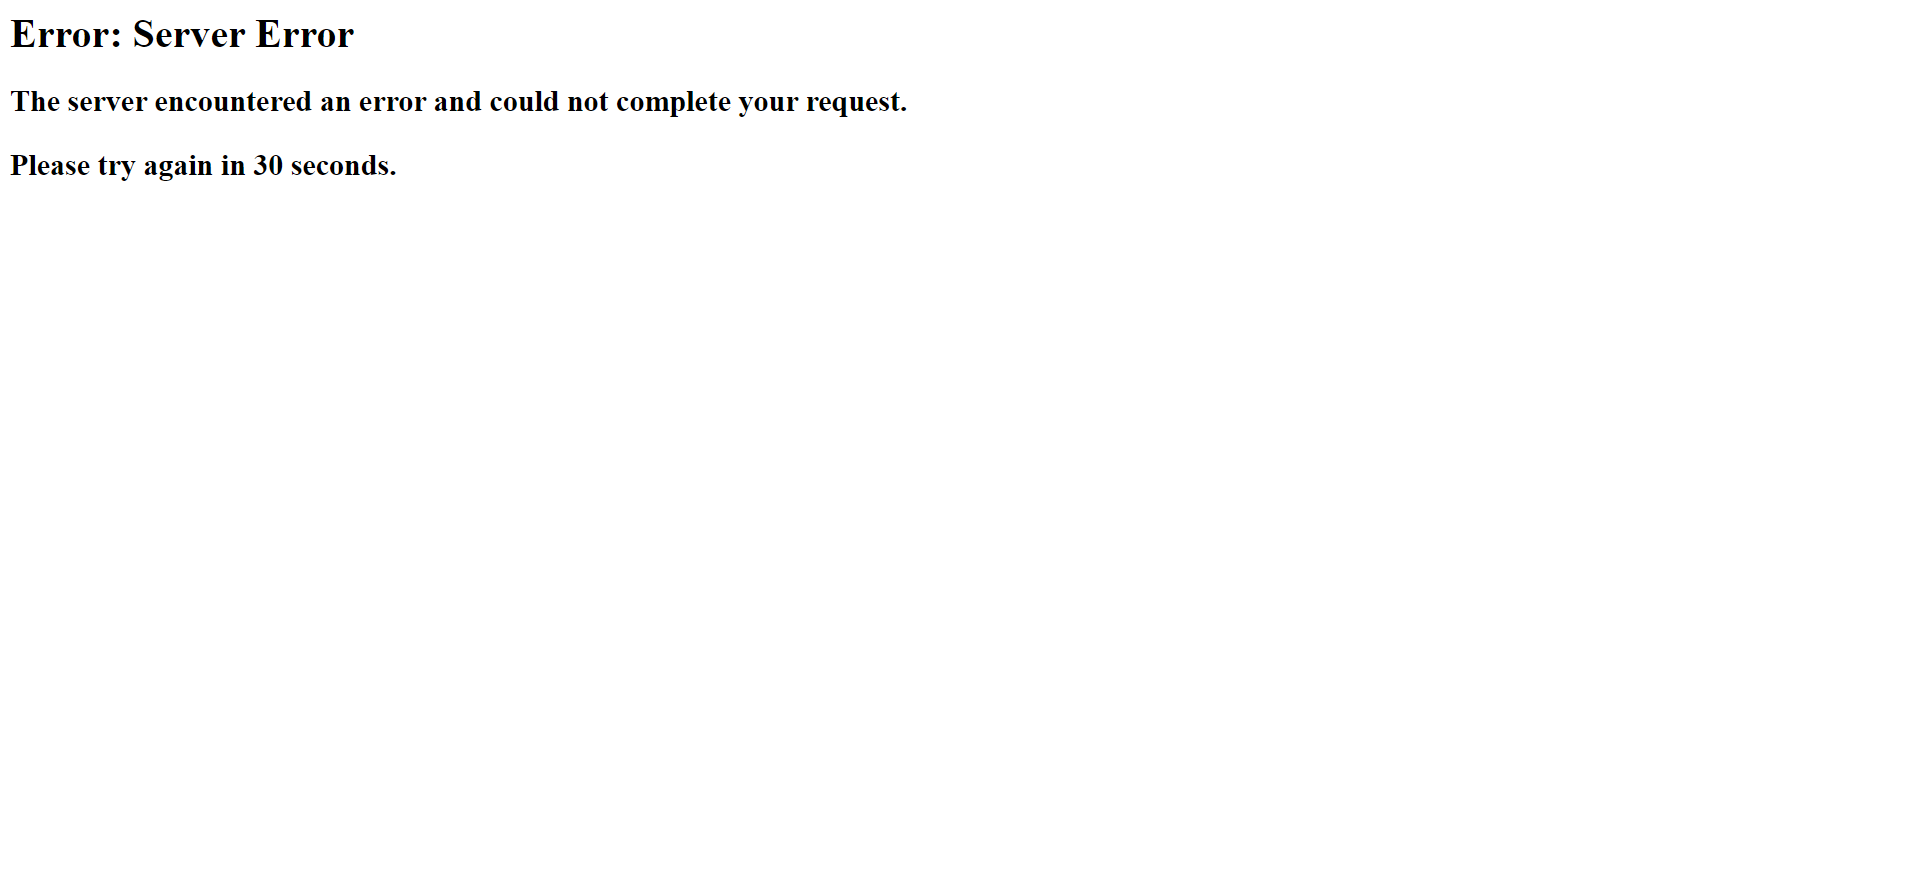 Error: Server Error
The server encountered an error and could not complete your request.
Please try again in 30 seconds.